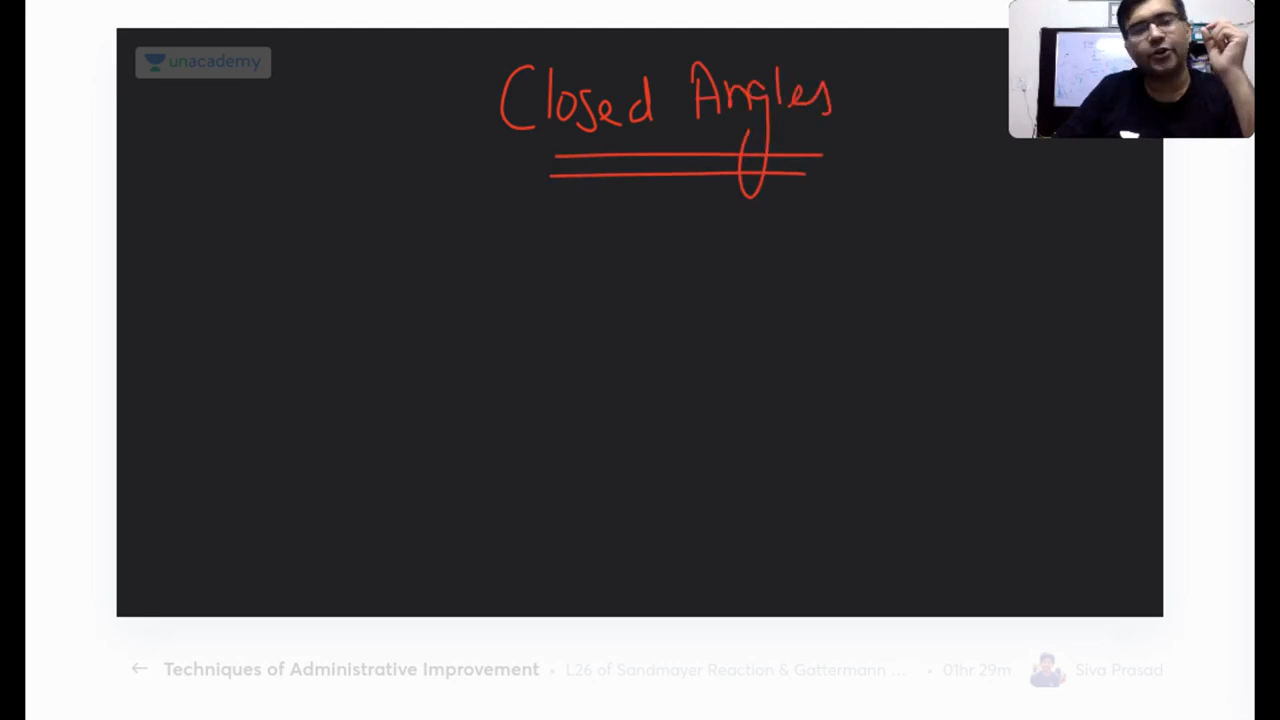 unacademy
Closed Angles
Techniques of Administrative Improvement • L26 of Sandmayer Reaction & Gattermann ... • 01hr 29m Siva Prasad